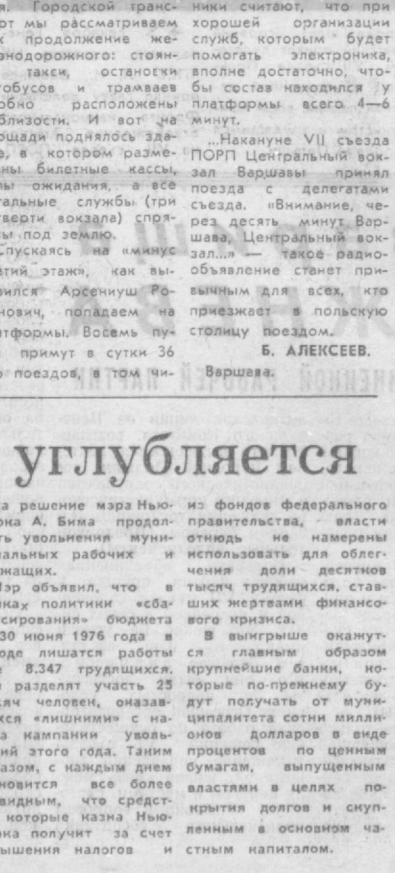 я. Городской транс-
рт мы рассматриваем
к продолжение же-
знодорожного: стоян-
такси, остановки
тобусов и трамваев
обно расположены
близости. И вот на
ощади поднялось зда-
е, в котором разме-
ны билетные кассы,
лы ожидания, а все
тальные службы (три
тверти вокзала) спря-
ны под землю.
Спускаясь на «минус
етий этаж», как вы-
зился Арсениуш Ро-
нович, попадаем на
атформы. Восемь пу-
примут в сутки 36
поездов, в том чи-
ники считают, что при
хорошей организации
служб, которым будет
помогать электроника,
вполне достаточно, что-
бы состав находился у
платформы всего 4—6
минут.
...Накануне VII съезда
ПОРП Центральный вок-
зал Варшавы принял
поезда с делегатами
съезда. «Внимание, че-
рез десять минут Вар-
шава, Центральный вок-
зал...» — такое радио-
объявление станет при-
вычным для всех, кто
приезжает в польскую
столицу поездом.
Б. АЛЕКСЕЕВ.
Варшава.
углубляется
а решение мэра Нью-
рка А. Бима продол-
ть увольнения муни-
пальных рабочих и
жащих.
Мэр объявил, что в
мках политики «сба-
сирования» бюджета
30 июня 1976 года в
оде лишатся работы
е 8.347 трудящихся.
и разделят участь 25
сяч человек, оказав-
хся «лишними» с на-
а кампании уволь-
ий этого года. Таким
азом, с каждым днем
новится все более
видным, что средст-
которые казна Нью-
рка получит за счет
вышения налогов и
из фондов федерального
правительства, власти
отнюдь не намерены
использовать для облег-
чения доли десятков
тысяч трудящихся, став-
ших жертвами финансо-
вого кризиса.
В выигрыше окажут-
ся главным образом
крупнейшие банки, ко-
торые по-прежнему бу-
дут получать от муни-
ципалитета сотни милли-
онов долларов в виде
процентов по ценным
бумагам, выпущенным
властями в целях по-
крытия долгов и скуп-
ленным в основном ча-
стным капиталом.